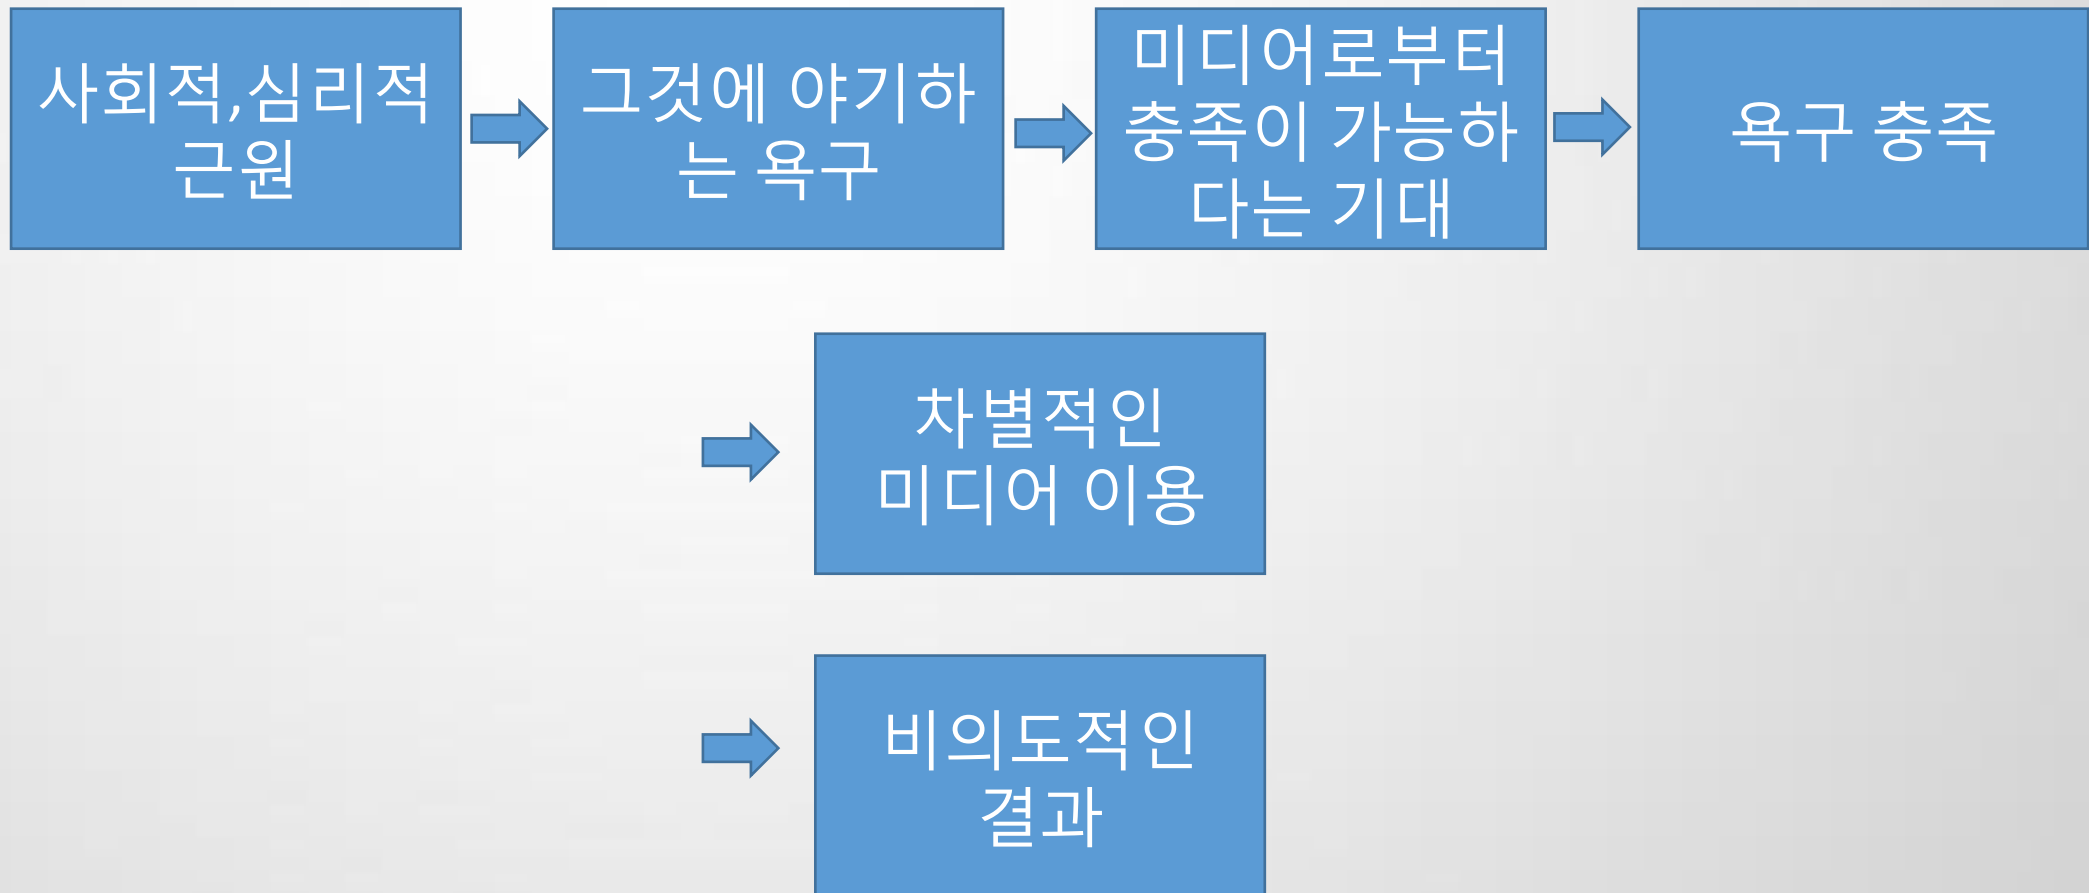 사회적,심리적
근원
그것에 야기하
는 욕구
미디어로부터
충족이 가능하
다는 기대
욕구 충족
차별적인
미디어 이용
비의도적인
결과